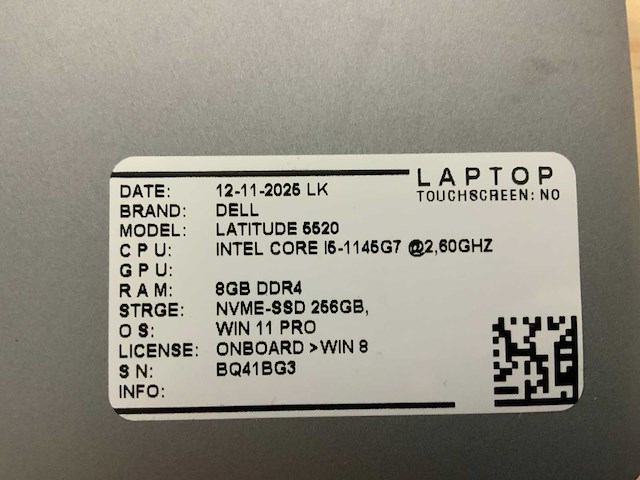 LAPTOP
TOUCHSCREEN: NO
DATE: 12-11-2025 LK
BRAND: DELL
MODEL: LATITUDE 5520
CPU: INTEL CORE I5-1145G7 @2,60GHZ
GPU:
RAM: 8GB DDR4
STRGE: NVME-SSD 256GB,
OS: WIN 11 PRO
LICENSE: ONBOARD >WIN 8
SN: BQ41BG3
INFO: